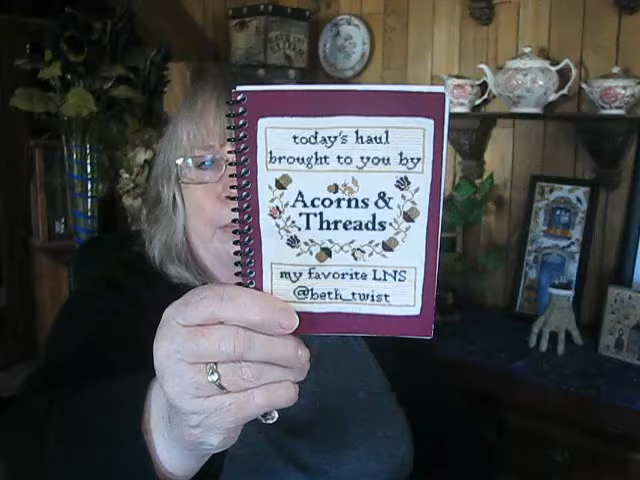 today's haul
brought to you by
Acorns &
Threads
my favorite LNS
@beth_twist